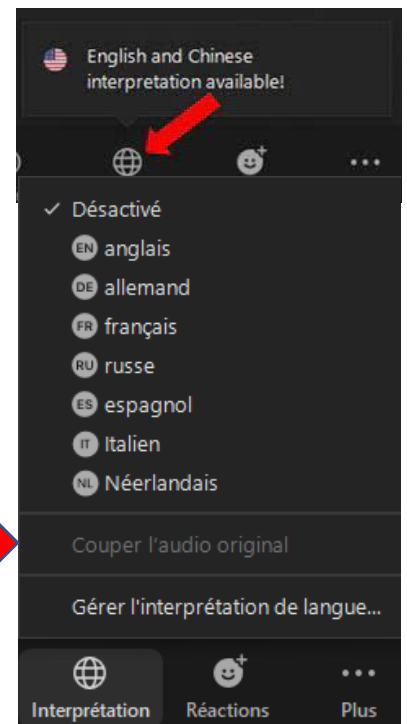 English and Chinese
interpretation available!
Désactivé
EN anglais
DE allemand
FR français
RU russe
ES espagnol
IT Italien
NL Néerlandais
Couper l'audio original
Gérer l'interprétation de langue...
Interprétation Réactions Plus